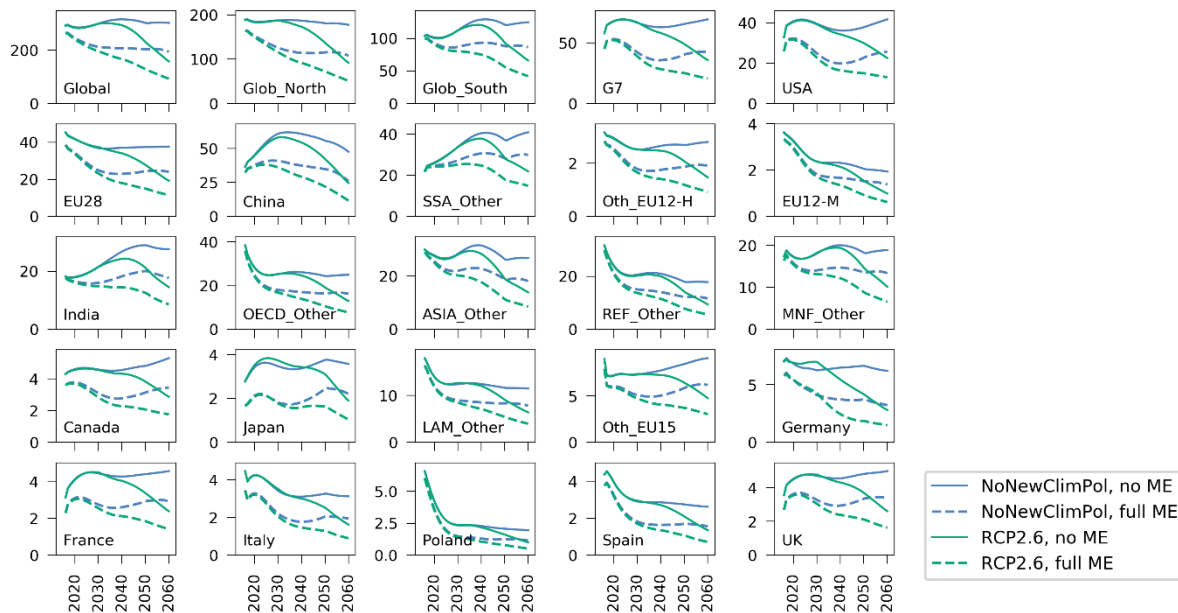 200
0
Global
200
100
0
Glob_North
100
50
0
Glob_South
50
0
G7
40
20
0
USA
40
20
0
EU28
50
25
0
China
40
20
0
SSA_Other
2
0
Oth_EU12-H
4
2
0
EU12-M
20
0
India
40
20
0
OECD_Other
20
0
ASIA_Other
20
0
REF_Other
20
10
0
MNF_Other
4
2
0
Canada
4
2
0
Japan
10
0
LAM_Other
5
0
Oth_EU15
5
0
Germany
4
2
0
France
4
2
0
Italy
5.0
2.5
0.0
Poland
4
2
0
Spain
4
2
0
UK
2020 2030 2040 2050 2060
2020 2030 2040 2050 2060
2020 2030 2040 2050 2060
2020 2030 2040 2050 2060
2020 2030 2040 2050 2060
NoNewClimPol, no ME
NoNewClimPol, full ME
RCP2.6, no ME
RCP2.6, full ME